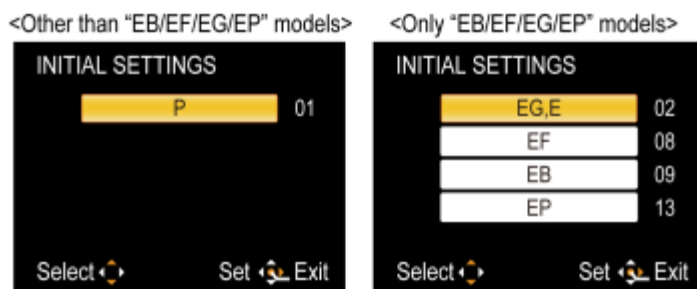 <Other than “EB/EF/EG/EP” models>
INITIAL SETTINGS
P 01
Select Set Exit
<Only “EB/EF/EG/EP” models>
INITIAL SETTINGS
EG,E 02
EF 08
EB 09
EP 13
Select Set Exit